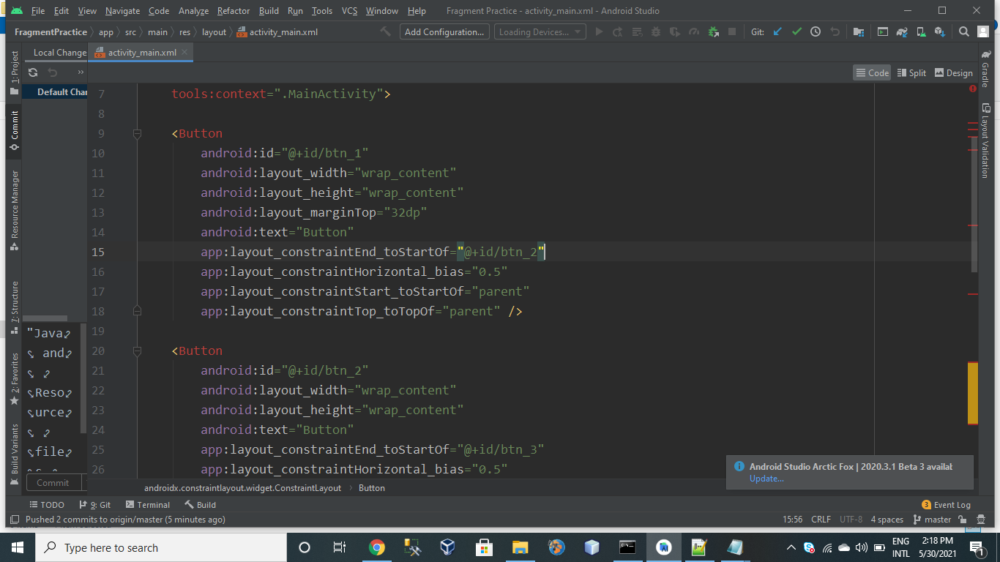 File Edit View Navigate Code Analyze Refactor Build Run Tools VCS Window Help Fragment Practice - activity_main.xml - Android Studio
FragmentPractice app src main res layout activity_main.xml Add Configuration... Loading Devices... Git:
Local Change activity_main.xml
Code Split Design
Default Chan
1: Project
Commit
Resource Manager
7: Structure
2: Favorites
Build Variants
Gradle
Layout Validation
7 tools:context=".MainActivity">
8
9 <Button
10 android:id="@+id/btn_1"
11 android:layout_width="wrap_content"
12 android:layout_height="wrap_content"
13 android:layout_marginTop="32dp"
14 android:text="Button"
15 app:layout_constraintEnd_toStartOf="@+id/btn_2"
16 app:layout_constraintHorizontal_bias="0.5"
17 app:layout_constraintStart_toStartOf="parent"
18 app:layout_constraintTop_toTopOf="parent" />
19
20 <Button
21 android:id="@+id/btn_2"
22 android:layout_width="wrap_content"
23 android:layout_height="wrap_content"
24 android:text="Button"
25 app:layout_constraintEnd_toStartOf="@+id/btn_3"
26 app:layout_constraintHorizontal_bias="0.5"
"Java
and
Reso
urce
file
Commit
Android Studio Arctic Fox | 2020.3.1 Beta 3 availab
Update...
androidx.constraintlayout.widget.ConstraintLayout Button
TODO 9: Git Terminal Build 3 Event Log
Pushed 2 commits to origin/master (5 minutes ago) 15:56 CRLF UTF-8 4 spaces master
Type here to search
ENG
INTL
2:18 PM
5/30/2021
1